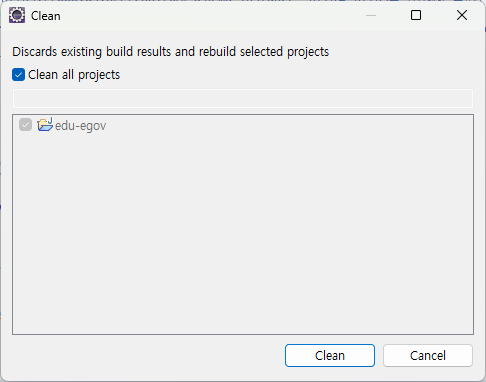 Clean
Discards existing build results and rebuild selected projects
Clean all projects
edu-egov
Clean
Cancel